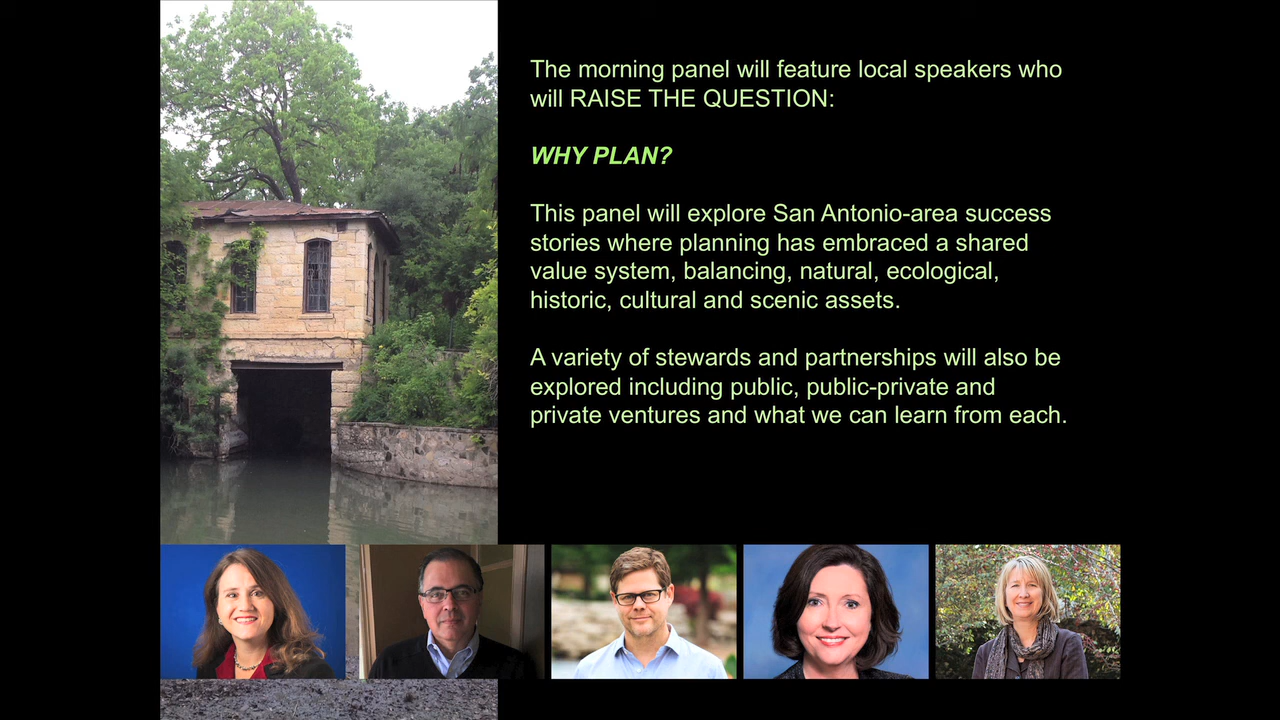 The morning panel will feature local speakers who
will RAISE THE QUESTION:
WHY PLAN?
This panel will explore San Antonio-area success
stories where planning has embraced a shared
value system, balancing, natural, ecological,
historic, cultural and scenic assets.
A variety of stewards and partnerships will also be
explored including public, public-private and
private ventures and what we can learn from each.